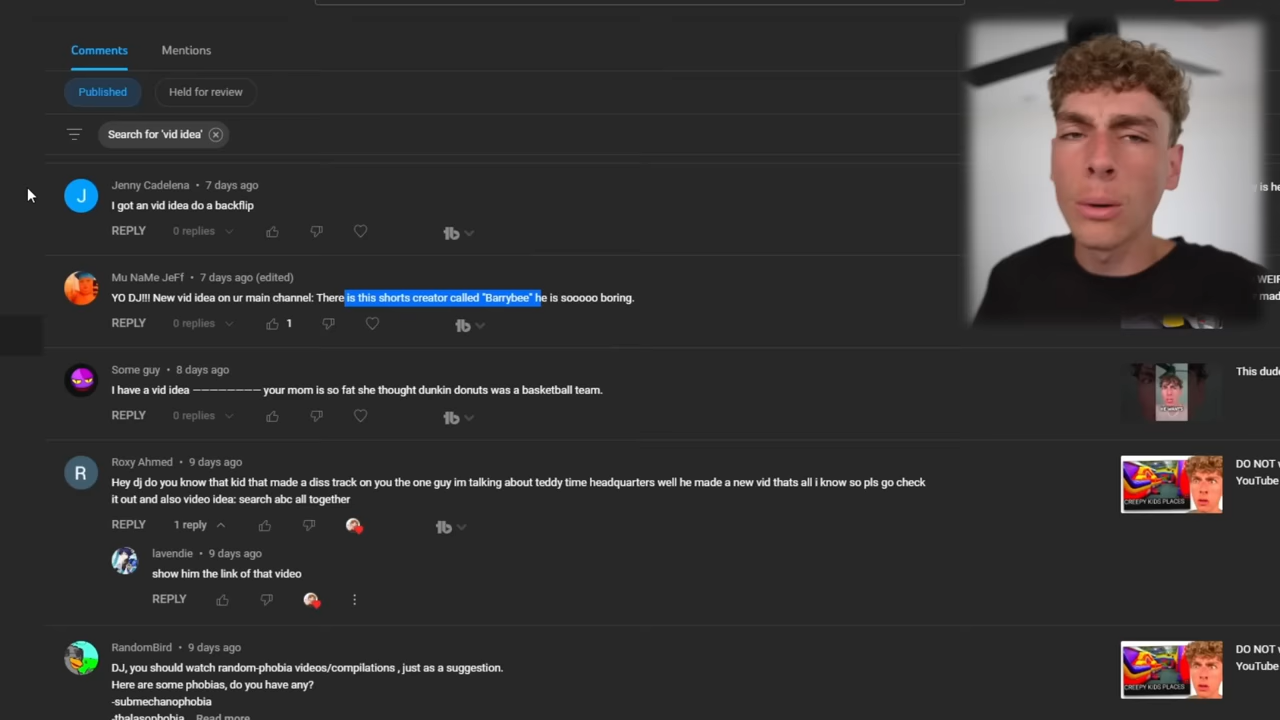 Comments Mentions
Published Held for review
Search for 'vid idea'
Jenny Cadelena • 7 days ago
I got an vid idea do a backflip
REPLY 0 replies
Mu NaMe JeFf • 7 days ago (edited)
YO DJ!!! New vid idea on ur main channel: There is this shorts creator called "Barrybee" he is sooooo boring.
REPLY 0 replies 1
Some guy • 8 days ago
I have a vid idea ———————— your mom is so fat she thought dunkin donuts was a basketball team.
REPLY 0 replies
This dud
Roxy Ahmed • 9 days ago
Hey dj do you know that kid that made a diss track on you the one guy im talking about teddy time headquarters well he made a new vid thats all i know so pls go check
it out and also video idea: search abc all together
REPLY 1 reply
CREEPY KIDS PLACES
DO NOT
YouTube
lavendie • 9 days ago
show him the link of that video
REPLY
RandomBird • 9 days ago
DJ, you should watch random-phobia videos/compilations , just as a suggestion.
Here are some phobias, do you have any?
-submechanophobia
-thalasophobia Read more
CREEPY KIDS PLACES
DO NOT
YouTube